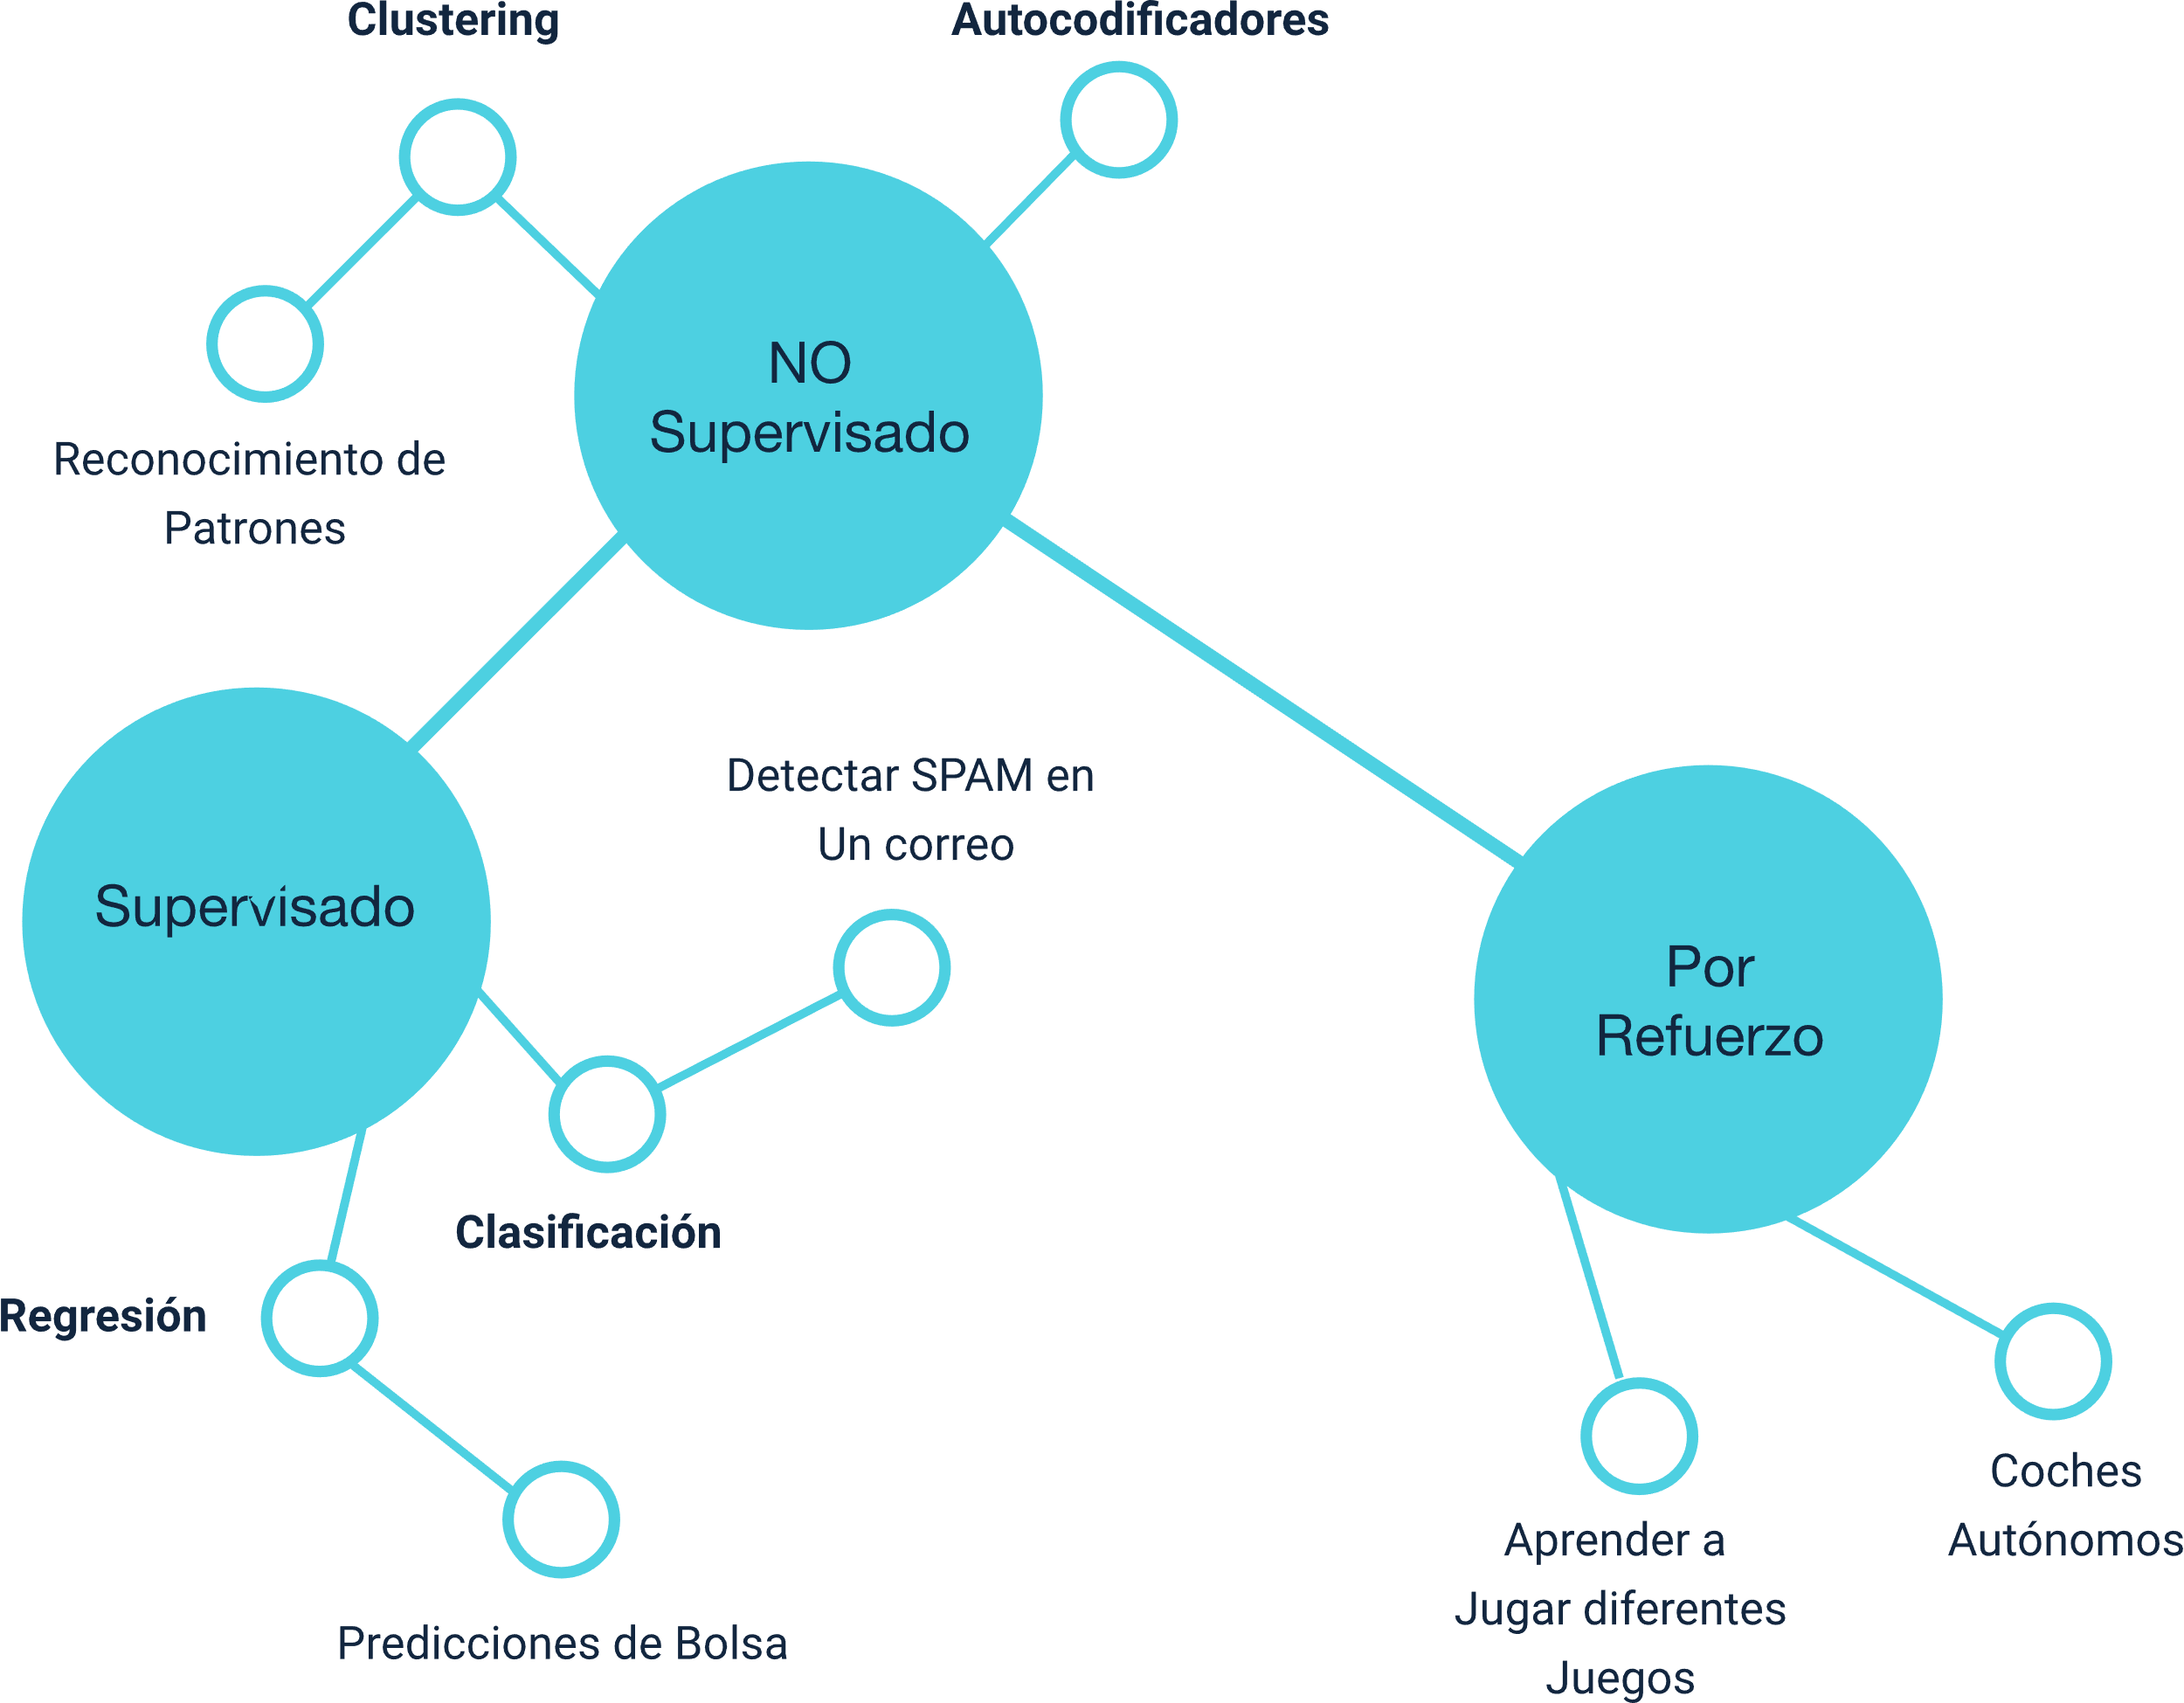 Clustering
Autocodificadores
NO
Supervisado
Reconocimiento de
Patrones
Detectar SPAM en
Un correo
Supervisado
Por
Refuerzo
Clasificación
Regresión
Coches
Autónomos
Aprender a
Jugar diferentes
Juegos
Predicciones de Bolsa